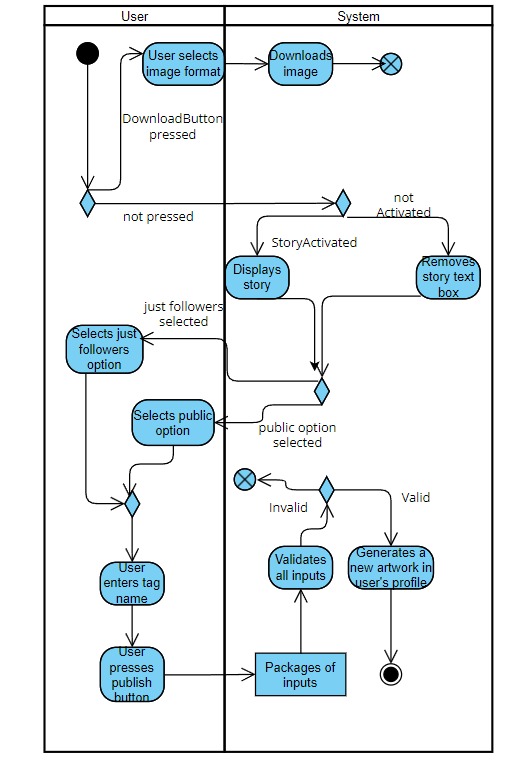 User
System
User selects
image format
Downloads
image
DownloadButton
pressed
not pressed
not
Activated
StoryActivated
Displays
story
Removes
story text
box
just followers
selected
Selects just
followers
option
Selects public
option
public option
selected
Invalid
Valid
Validates
all inputs
Generates a
new artwork in
user's profile
User
enters tag
name
User
presses
publish
button
Packages of
inputs